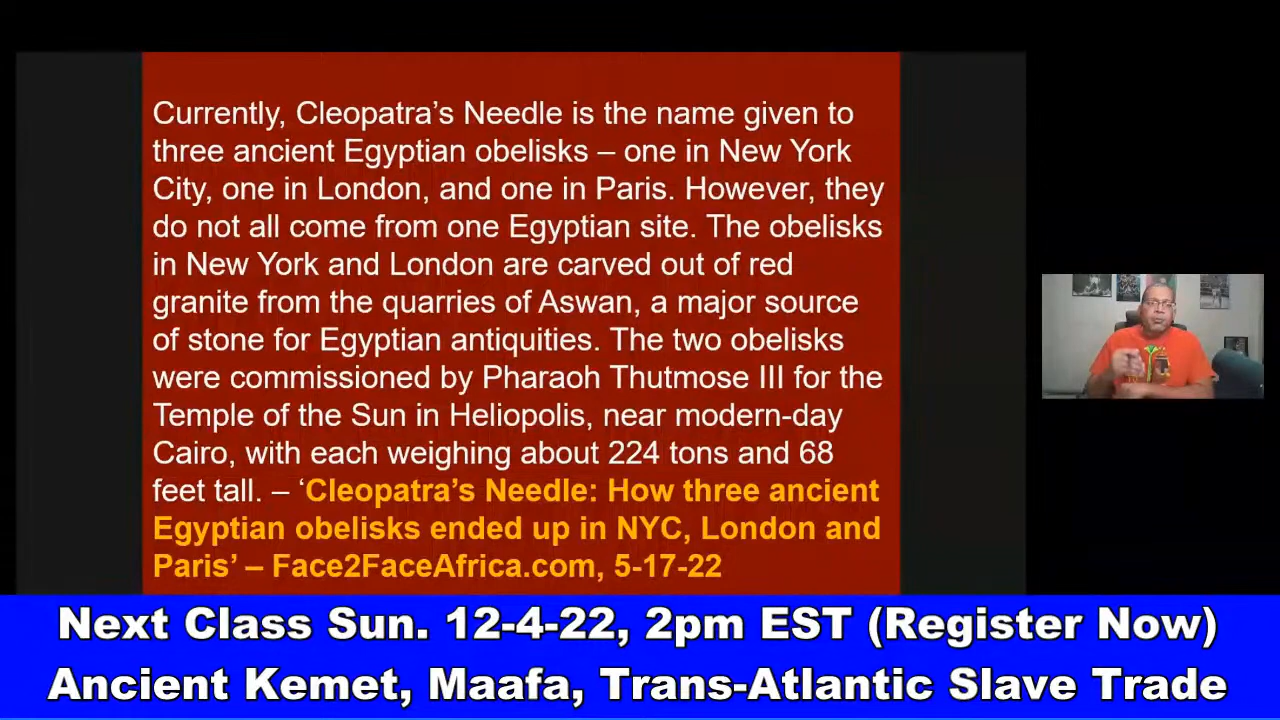 Currently, Cleopatra’s Needle is the name given to
three ancient Egyptian obelisks – one in New York
City, one in London, and one in Paris. However, they
do not all come from one Egyptian site. The obelisks
in New York and London are carved out of red
granite from the quarries of Aswan, a major source
of stone for Egyptian antiquities. The two obelisks
were commissioned by Pharaoh Thutmose III for the
Temple of the Sun in Heliopolis, near modern-day
Cairo, with each weighing about 224 tons and 68
feet tall. – ‘Cleopatra’s Needle: How three ancient
Egyptian obelisks ended up in NYC, London and
Paris’ – Face2FaceAfrica.com, 5-17-22
Next Class Sun. 12-4-22, 2pm EST (Register Now)
Ancient Kemet, Maafa, Trans-Atlantic Slave Trade